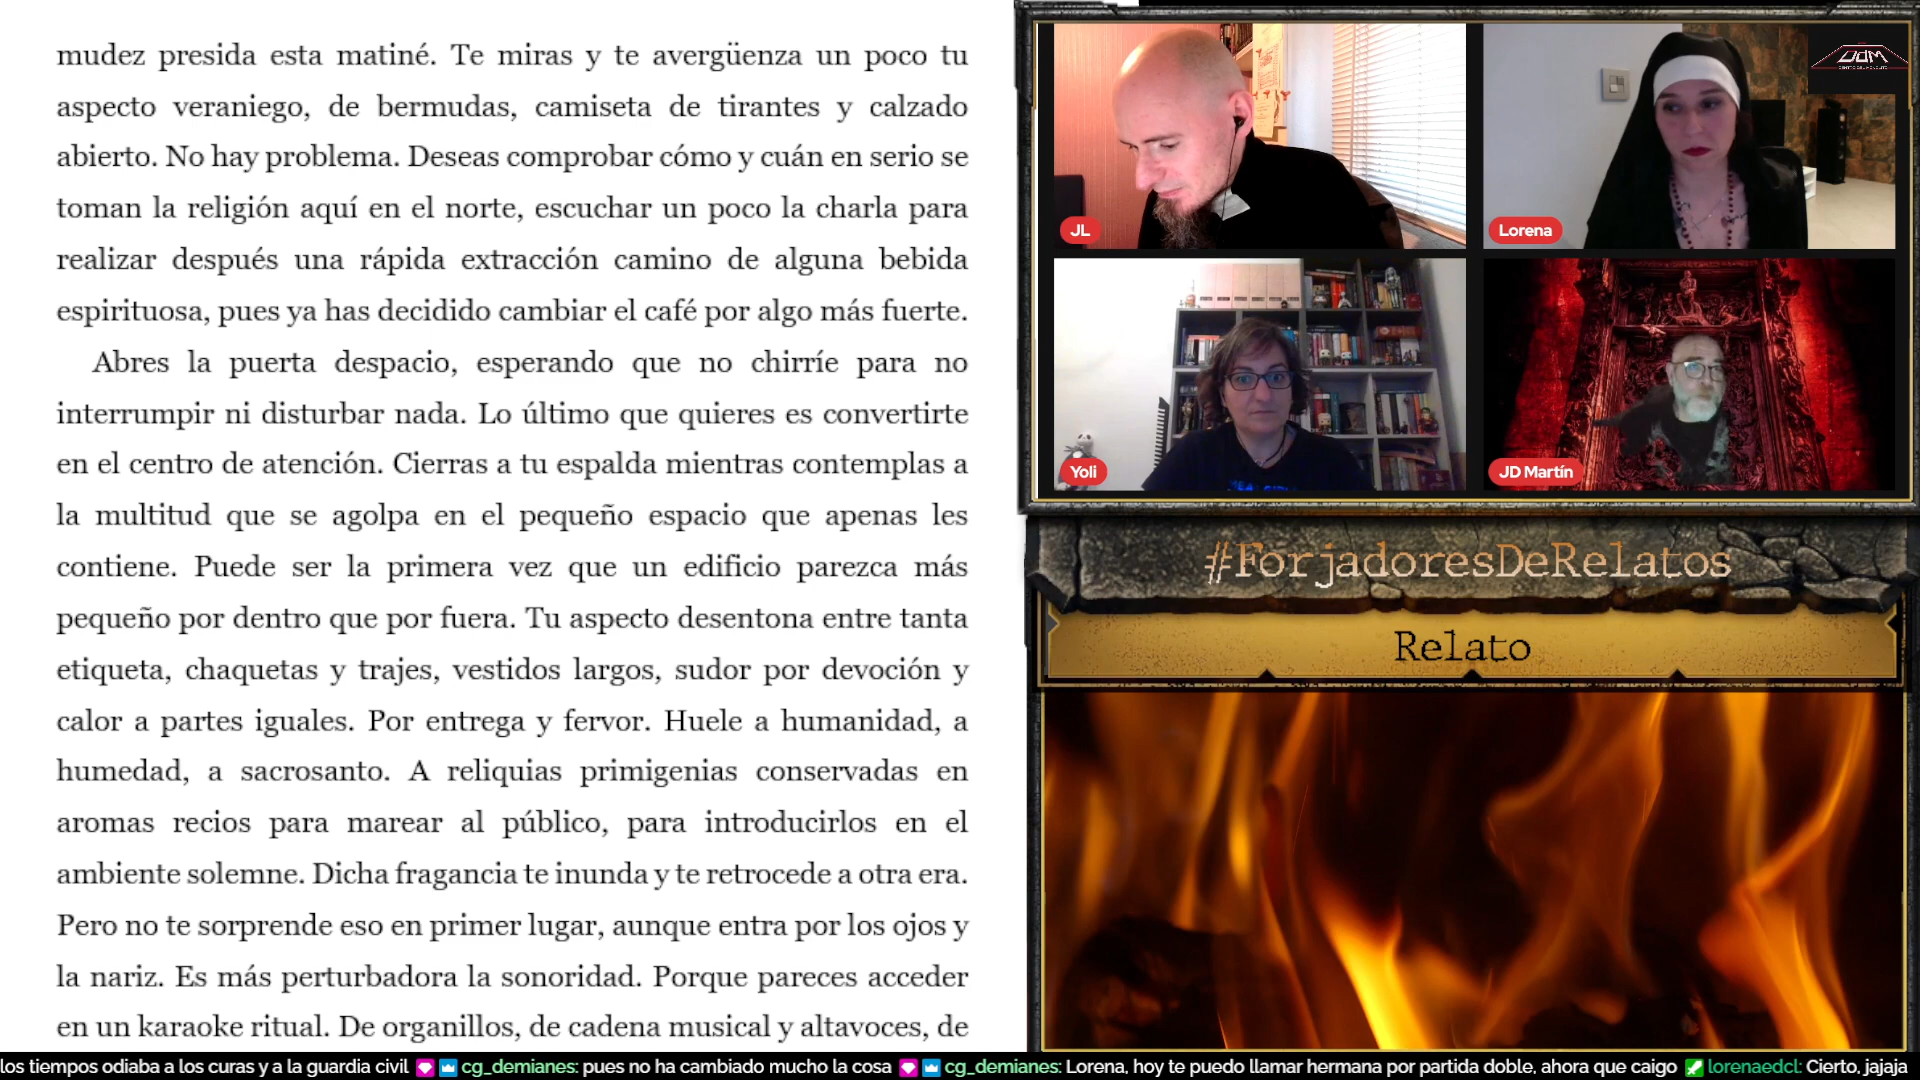 mudez presida esta matiné. Te miras y te avergüenza un poco tu
aspecto veraniego, de bermudas, camiseta de tirantes y calzado
abierto. No hay problema. Deseas comprobar cómo y cuán en serio se
toman la religión aquí en el norte, escuchar un poco la charla para
realizar después una rápida extracción camino de alguna bebida
espirituosa, pues ya has decidido cambiar el café por algo más fuerte.
Abres la puerta despacio, esperando que no chirríe para no
interrumpir ni disturbar nada. Lo último que quieres es convertirte
en el centro de atención. Cierras a tu espalda mientras contemplas a
la multitud que se agolpa en el pequeño espacio que apenas les
contiene. Puede ser la primera vez que un edificio parezca más
pequeño por dentro que por fuera. Tu aspecto desentona entre tanta
etiqueta, chaquetas y trajes, vestidos largos, sudor por devoción y
calor a partes iguales. Por entrega y fervor. Huele a humanidad, a
humedad, a sacrosanto. A reliquias primigenias conservadas en
aromas recios para marear al público, para introducirlos en el
ambiente solemne. Dicha fragancia te inunda y te retrocede a otra era.
Pero no te sorprende eso en primer lugar, aunque entra por los ojos y
la nariz. Es más perturbadora la sonoridad. Porque pareces acceder
en un karaoke ritual. De organillos, de cadena musical y altavoces, de
JL
Lorena
DdM
Yoli
JD Martín
#ForjadoresDeRelatos
Relato
los tiempos odiaba a los curas y a la guardia civil cg_demianes: pues no ha cambiado mucho la cosa cg_demianes: Lorena, hoy te puedo llamar hermana por partida doble, ahora que caigo lorenaedcl: Cierto, jajaja